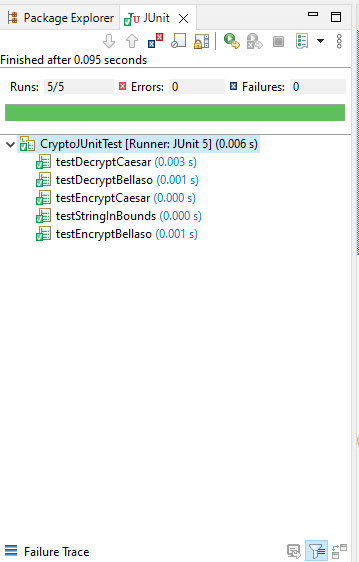 Package Explorer JUnit
Finished after 0.095 seconds
Runs: 5/5 Errors: 0 Failures: 0
CryptoJUnitTest [Runner: JUnit 5] (0.006 s)
testDecryptCaesar (0.003 s)
testDecryptBellaso (0.001 s)
testEncryptCaesar (0.000 s)
testStringInBounds (0.000 s)
testEncryptBellaso (0.001 s)
Failure Trace